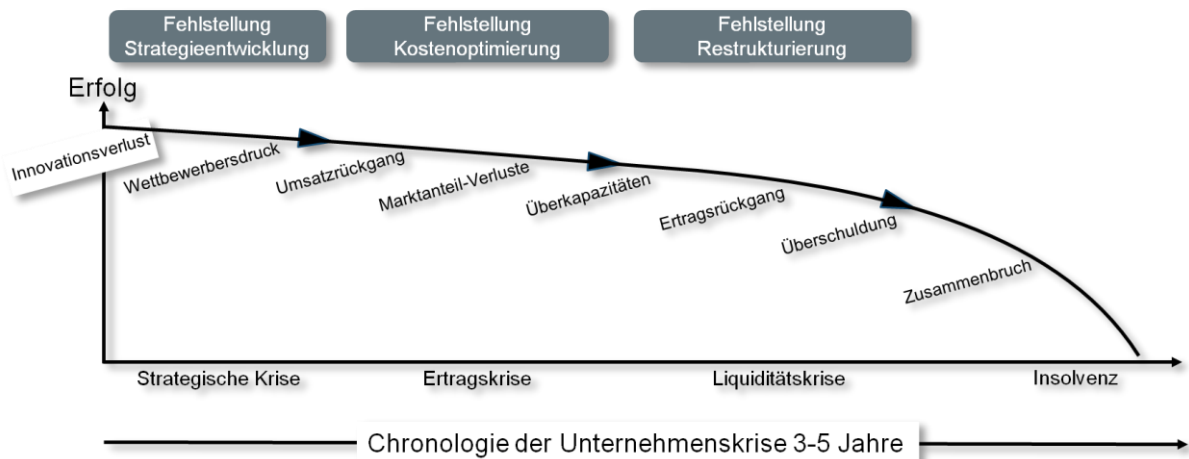 Fehlstellung
Strategieentwicklung
Fehlstellung
Kostenoptimierung
Fehlstellung
Restrukturierung
Erfolg
Innovationsverlust
Wettbewerbersdruck
Umsatzrückgang
Marktanteil-Verluste
Überkapazitäten
Ertragsrückgang
Überschuldung
Zusammenbruch
Strategische Krise
Ertragskrise
Liquiditätskrise
Insolvenz
Chronologie der Unternehmenskrise 3-5 Jahre